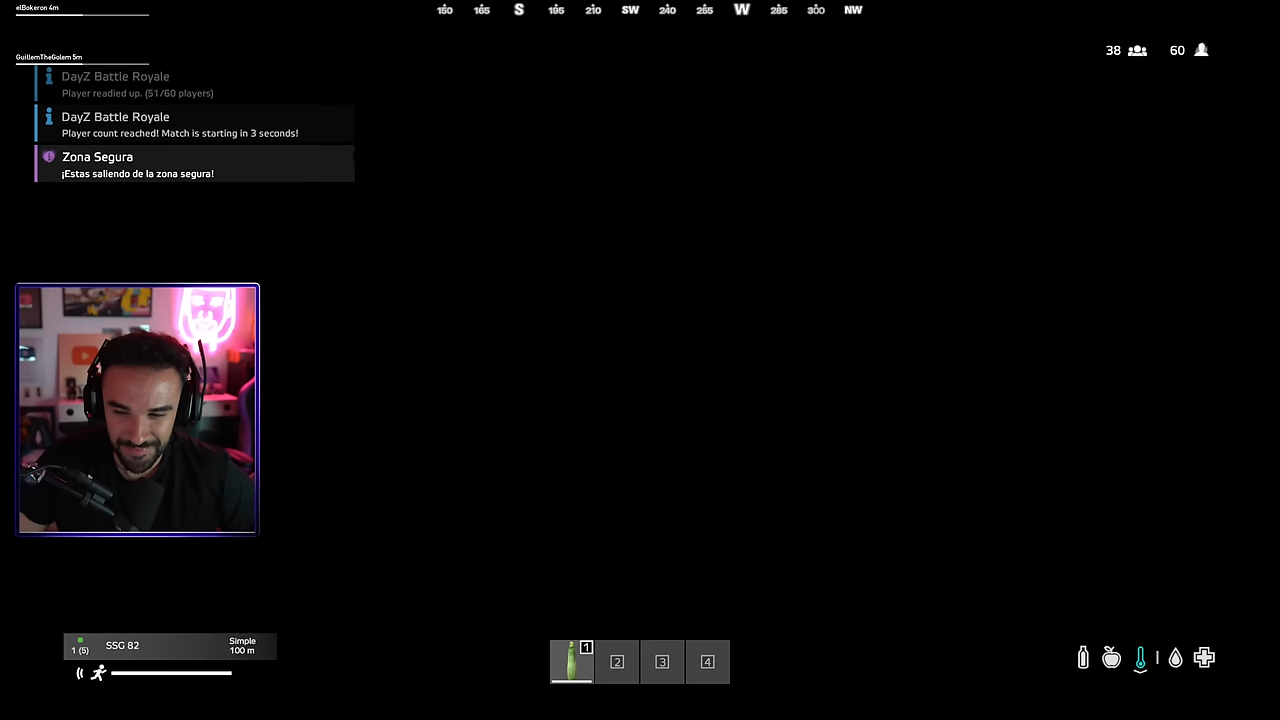 elBokeron 4m
150 165 S 195 210 SW 240 255 W 285 300 NW
38 60
GuillemTheGolem 5m
DayZ Battle Royale
Player readied up. (51/60 players)
DayZ Battle Royale
Player count reached! Match is starting in 3 seconds!
Zona Segura
¡Estas saliendo de la zona segura!
1 (5) SSG 82 Simple
100 m
1 2 3 4